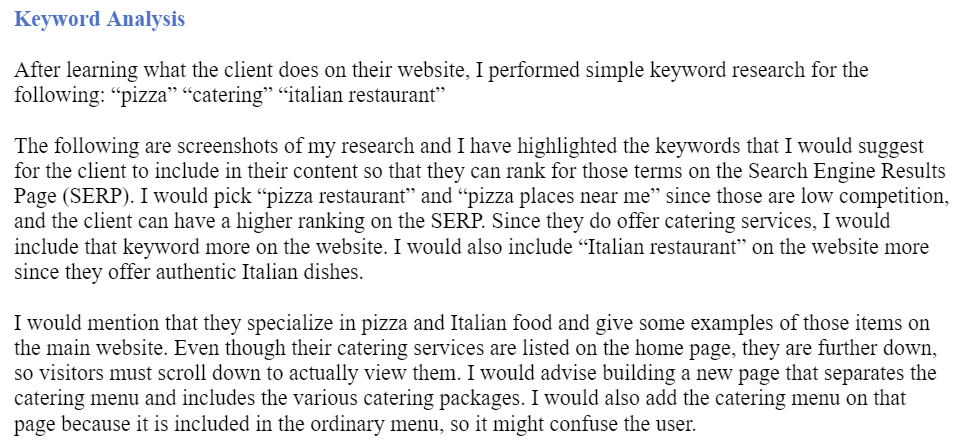 Keyword Analysis
After learning what the client does on their website, I performed simple keyword research for the
following: “pizza” “catering” “italian restaurant”
The following are screenshots of my research and I have highlighted the keywords that I would suggest
for the client to include in their content so that they can rank for those terms on the Search Engine Results
Page (SERP). I would pick “pizza restaurant” and “pizza places near me” since those are low competition,
and the client can have a higher ranking on the SERP. Since they do offer catering services, I would
include that keyword more on the website. I would also include “Italian restaurant” on the website more
since they offer authentic Italian dishes.
I would mention that they specialize in pizza and Italian food and give some examples of those items on
the main website. Even though their catering services are listed on the home page, they are further down,
so visitors must scroll down to actually view them. I would advise building a new page that separates the
catering menu and includes the various catering packages. I would also add the catering menu on that
page because it is included in the ordinary menu, so it might confuse the user.